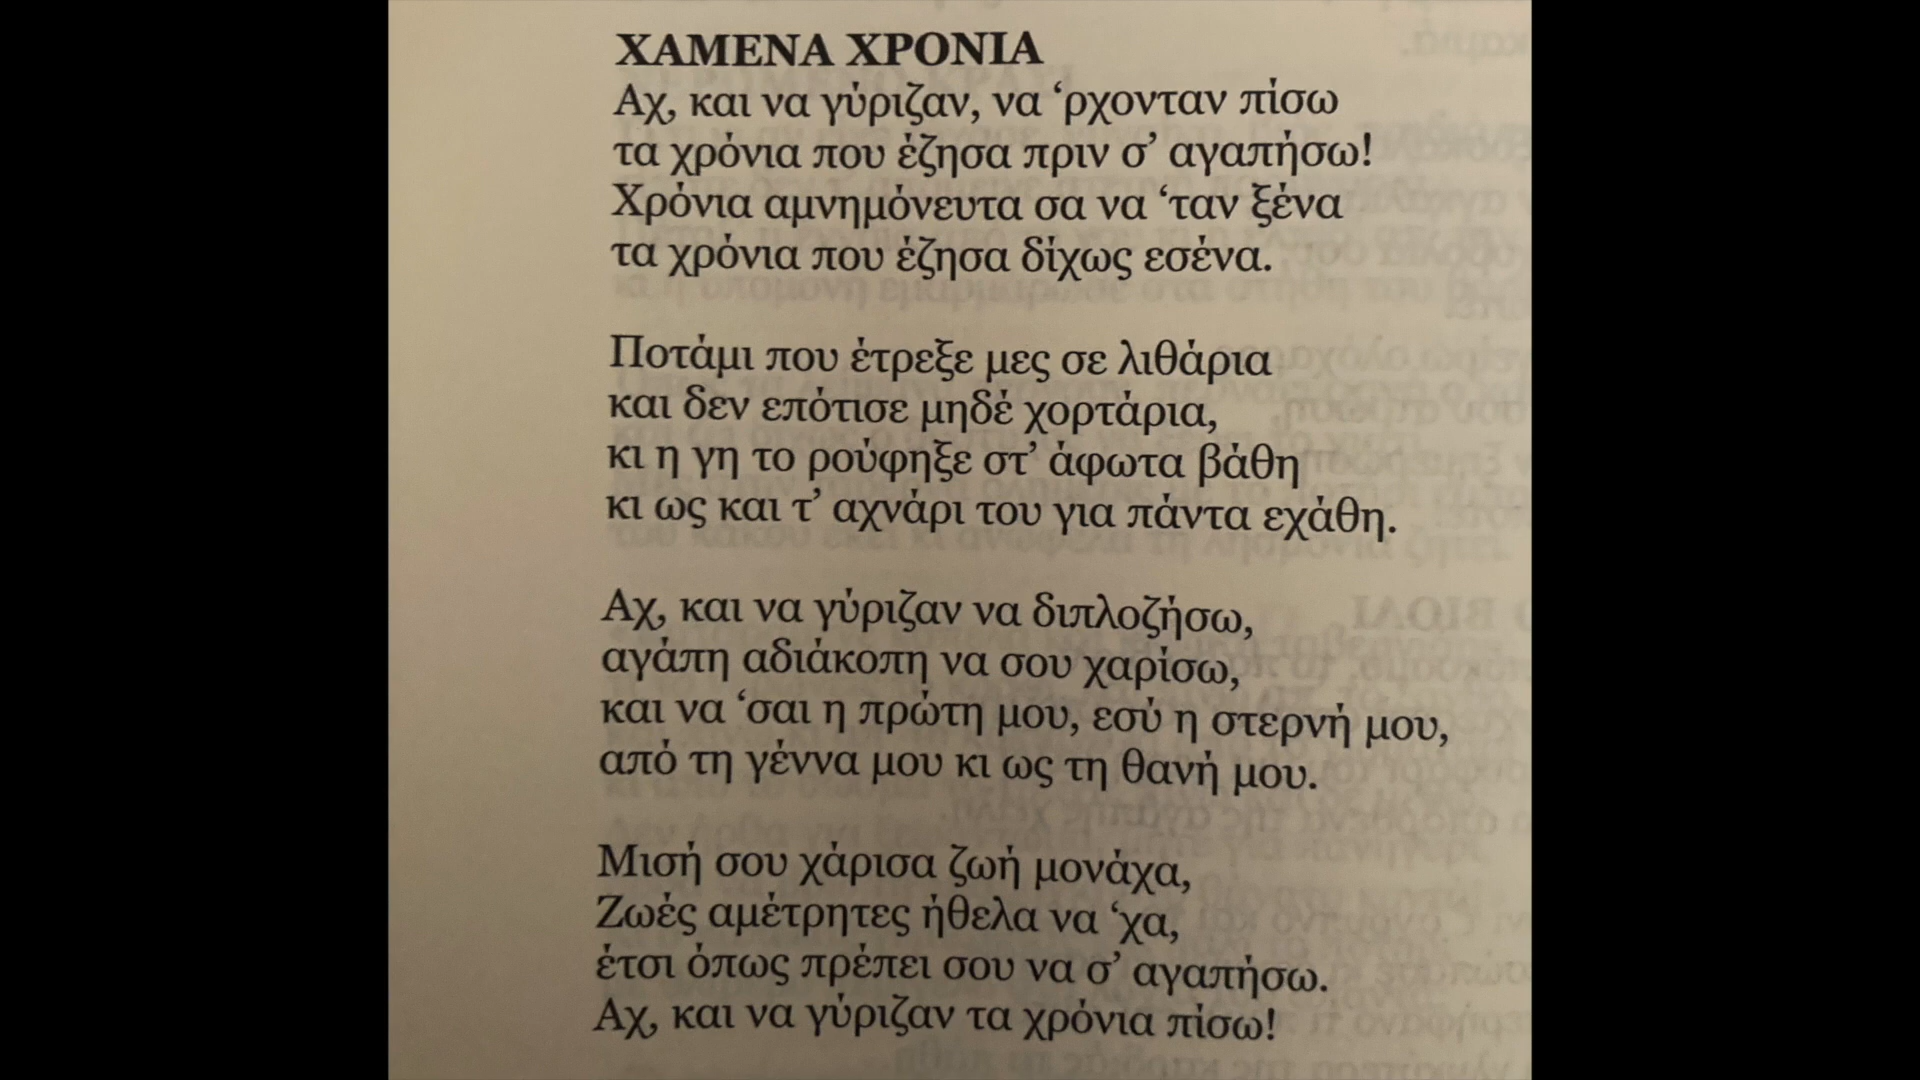 ΧΑΜΕΝΑ ΧΡΟΝΙΑ
Αχ, και να γύριζαν, να ‘ρχονταν πίσω
τα χρόνια που έζησα πριν σ’ αγαπήσω!
Χρόνια αμνημόνευτα σα να ‘ταν ξένα
τα χρόνια που έζησα δίχως εσένα.
Ποτάμι που έτρεξε μες σε λιθάρια
και δεν επότισε μηδέ χορτάρια,
κι η γη το ρούφηξε στ’ άφωτα βάθη
κι ως και τ’ αχνάρι του για πάντα εχάθη.
Αχ, και να γύριζαν να διπλοζήσω,
αγάπη αδιάκοπη να σου χαρίσω,
και να ‘σαι η πρώτη μου, εσύ η στερνή μου,
από τη γέννα μου κι ως τη θανή μου.
Μισή σου χάρισα ζωή μονάχα,
Ζωές αμέτρητες ήθελα να ‘χα,
έτσι όπως πρέπει σου να σ’ αγαπήσω.
Αχ, και να γύριζαν τα χρόνια πίσω!